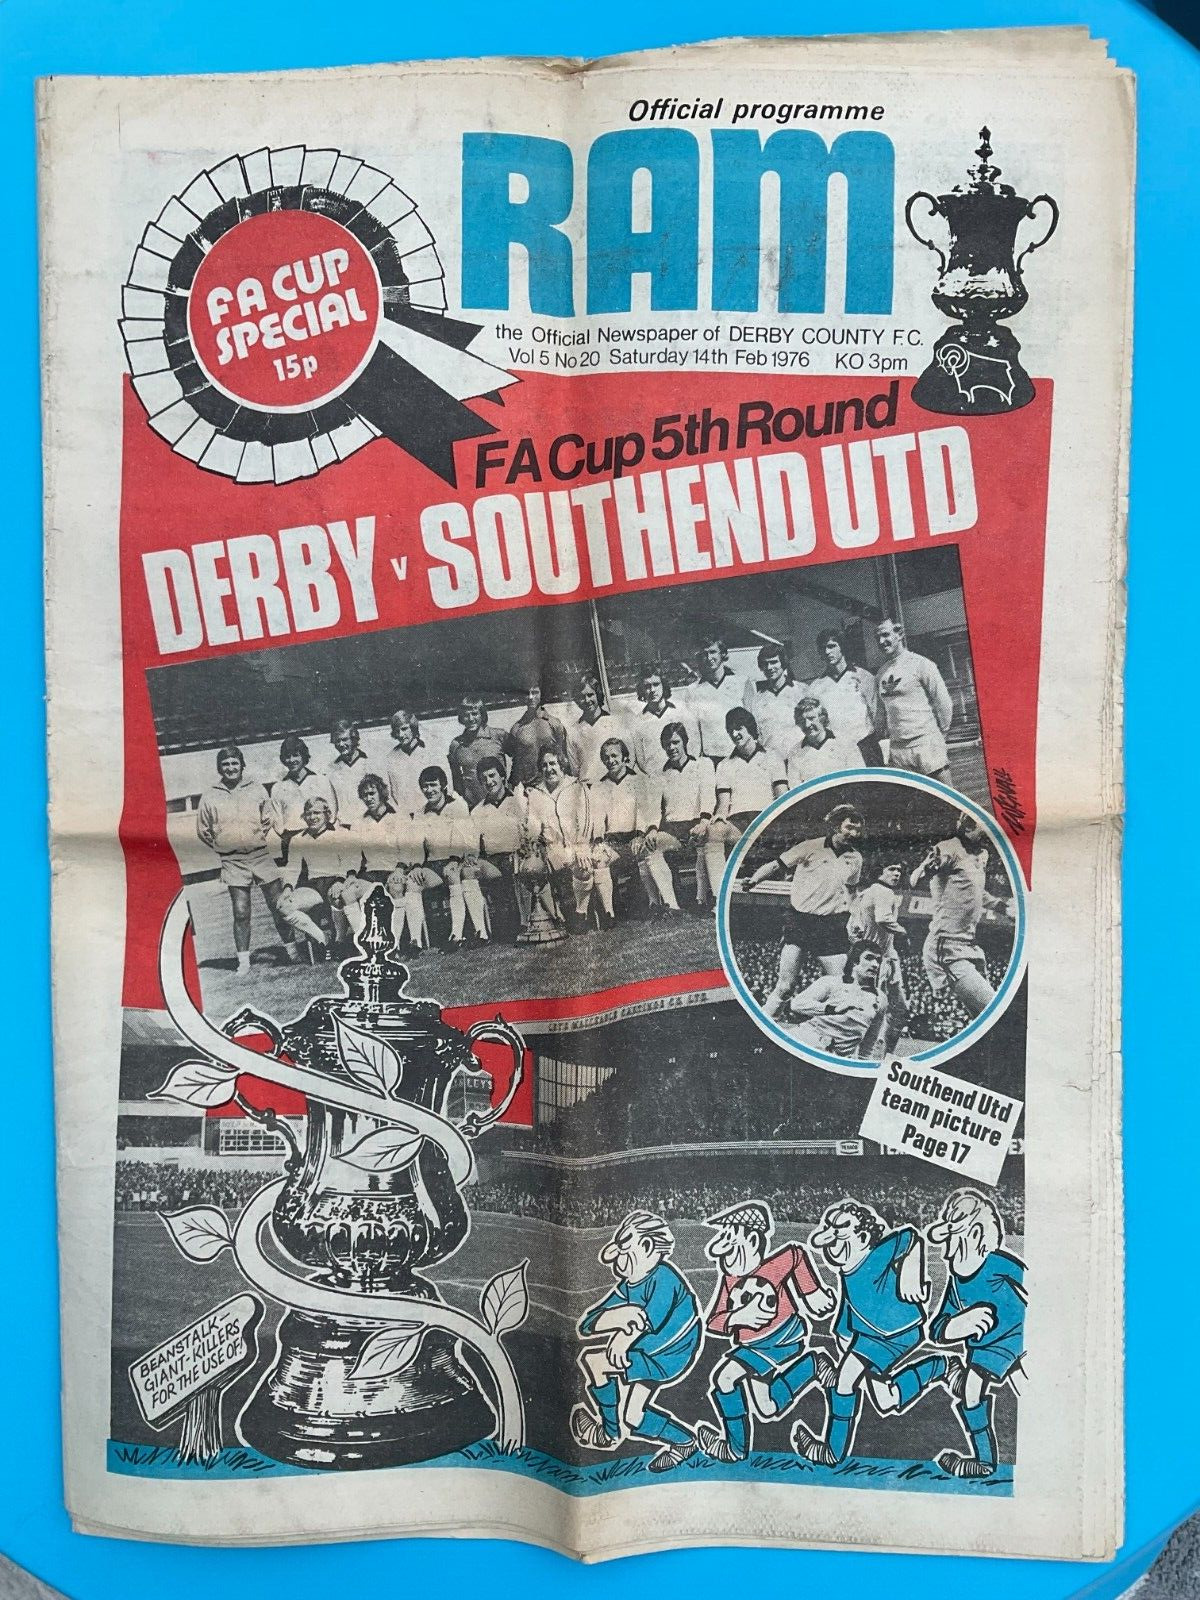 Official programme
RAM
FA CUP
SPECIAL
15p
the Official Newspaper of DERBY COUNTY F.C.
Vol 5 No 20 Saturday 14th Feb 1976 KO 3pm
FA Cup 5th Round
DERBY v SOUTHEND UTD
Southend Utd
team picture
Page 17
BEANSTALK-
GIANT-KILLERS
FOR THE USE OF!